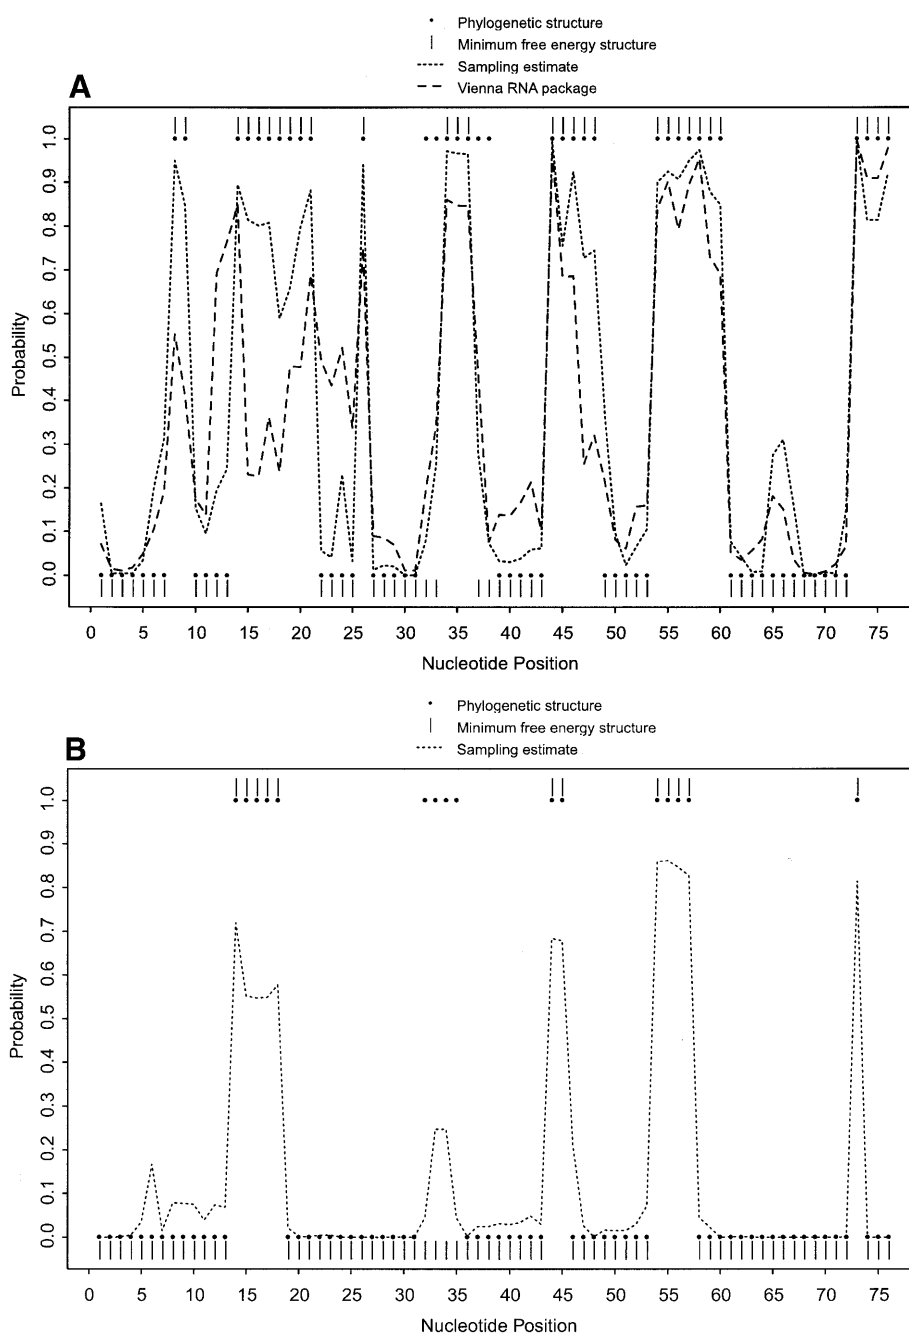 Phylogenetic structure
Minimum free energy structure
Sampling estimate
Vienna RNA package
A
1.0
0.9
0.8
0.7
0.6
0.5
0.4
0.3
0.2
0.1
0.0
Probability
0 5 10 15 20 25 30 35 40 45 50 55 60 65 70 75
Nucleotide Position
Phylogenetic structure
Minimum free energy structure
Sampling estimate
B
1.0
0.9
0.8
0.7
0.6
0.5
0.4
0.3
0.2
0.1
0.0
Probability
0 5 10 15 20 25 30 35 40 45 50 55 60 65 70 75
Nucleotide Position